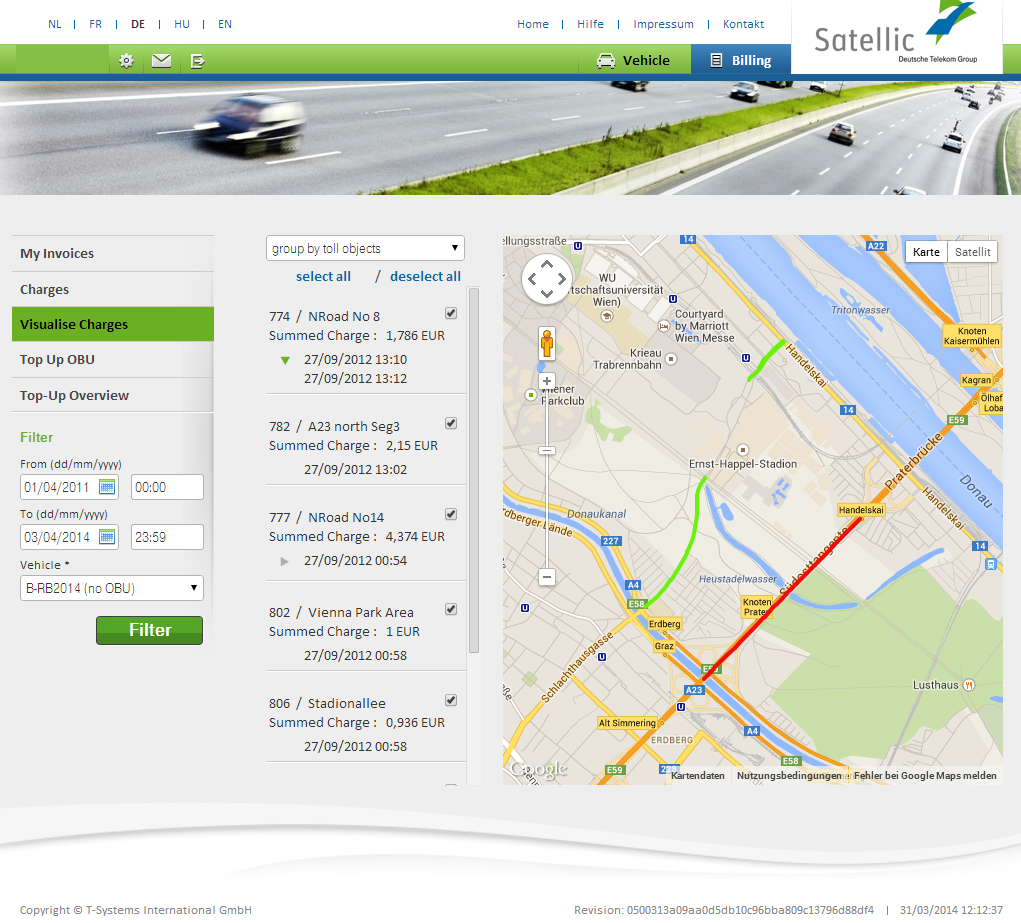 NL | FR | DE | HU | EN
Home | Hilfe | Impressum | Kontakt
Satellic
Deutsche Telekom Group
Vehicle
Billing
My Invoices
Charges
Visualise Charges
Top Up OBU
Top-Up Overview
Filter
From (dd/mm/yyyy)
01/04/2011 00:00
To (dd/mm/yyyy)
03/04/2014 23:59
Vehicle *
B-RB2014 (no OBU)
Filter
group by toll objects
select all / deselect all
774 / NRoad No 8
Summed Charge : 1,786 EUR
27/09/2012 13:10
27/09/2012 13:12
782 / A23 north Seg3
Summed Charge : 2,15 EUR
27/09/2012 13:02
777 / NRoad No14
Summed Charge : 4,374 EUR
27/09/2012 00:54
802 / Vienna Park Area
Summed Charge : 1 EUR
27/09/2012 00:58
806 / Stadionallee
Summed Charge : 0,936 EUR
27/09/2012 00:58
ellungsstraße
U
14
A22
Karte
Satellit
WU
rtschaftsuniversität
Wien)
U
Tritonwasser
Courtyard
by Marriott
Wien Messe
Knoten
Kaisermühlen
Krieau
Trabrennbahn
U
Handelskai
Kagran
iener
Parkclub
Ölhaf
Loba
14
E59
Praterbrücke
Ernst-Happel-Stadion
Donau
Handelskai
Handelskai
Donaukanal
Erdberger Lände
227
Südosttangente
14
Heustadelwasser
A4
E58
U
Knoten
Prater
Erdberg
Graz
U
Schlachthausgasse
A23
Lusthaus
U
Alt Simmering
A4
ERDBERG
E58
E59
Google
Kartendaten
Nutzungsbedingungen
Fehler bei Google Maps melden
Copyright © T-Systems International GmbH
Revision: 0500313a09aa0d5db10c96bba809c13796d88df4 | 31/03/2014 12:12:37